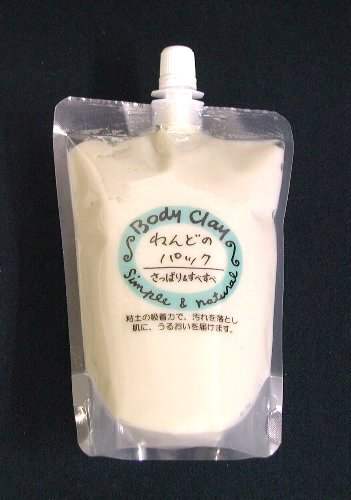 Body Clay
ねんどの
パック
さっぱり&すべすべ
Simple & natural
粘土の吸着力で、汚れを落とし
肌に、うるおいを届けます。